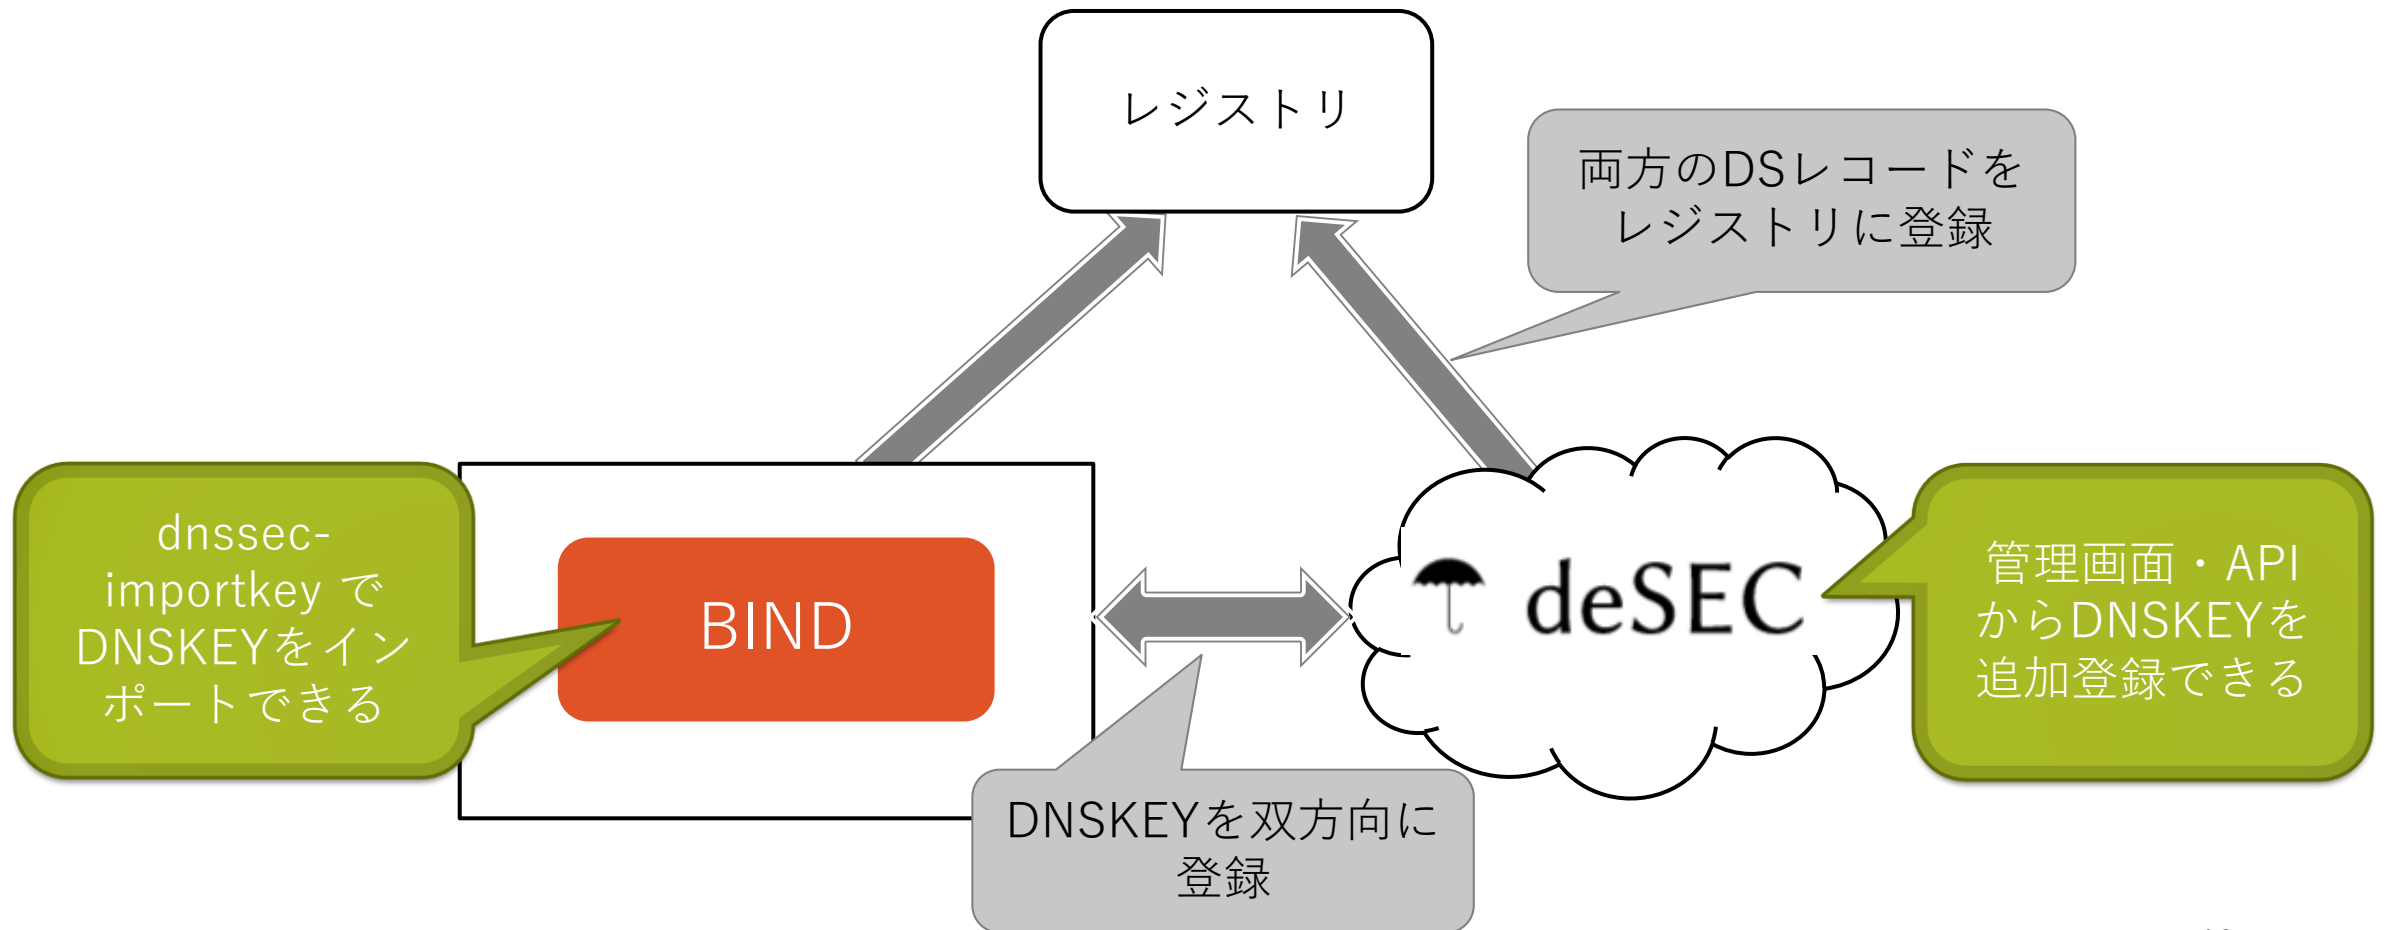 レジストリ
両方のDSレコードを
レジストリに登録
dnssec-
importkey で
DNSKEYをイン
ポートできる
BIND
deSEC
管理画面・API
からDNSKEYを
追加登録できる
DNSKEYを双方向に
登録